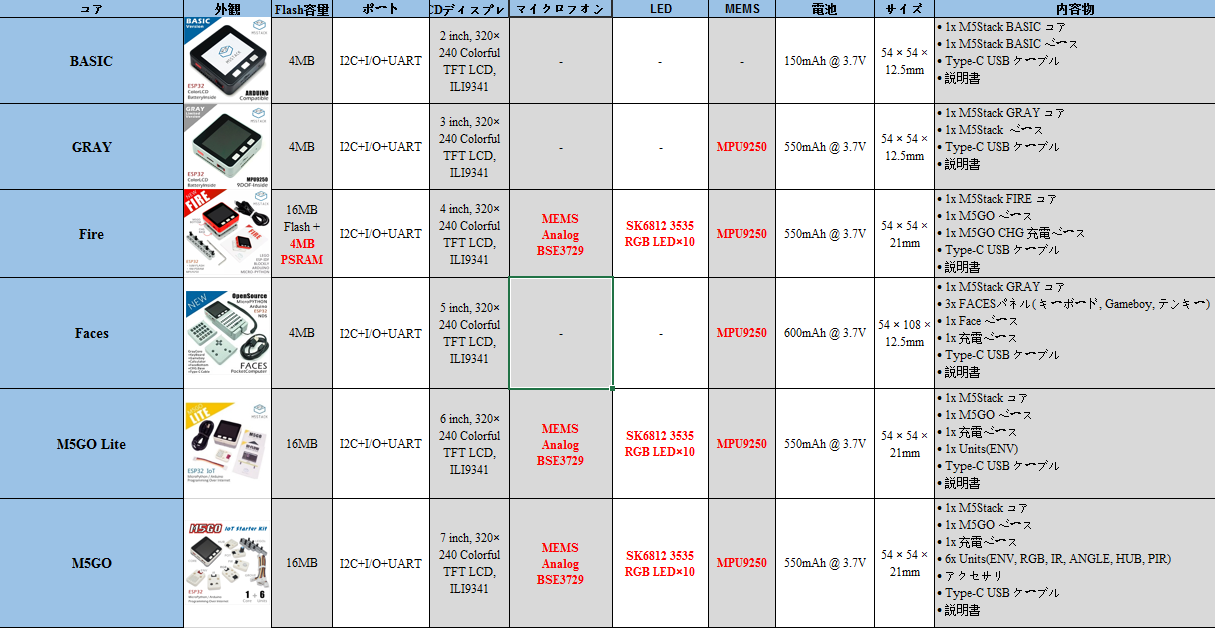 コア 外観 Flash容量 ポート CDディスプレ マイクロフォン LED MEMS 電池 サイズ 内容物
BASIC
BASIC
Version
M5STACK
ESP32
ColorLCD
BatteryInside
ARDUINO
Compatible
4MB
I2C+I/O+UART
2 inch, 320×
240 Colorful
TFT LCD,
ILI9341
-
-
-
150mAh @ 3.7V
54 × 54 ×
12.5mm
• 1x M5Stack BASIC コア
• 1x M5Stack BASIC ベース
• Type-C USB ケーブル
• 説明書
GRAY
GRAY
M5STACK
ESP32
ColorLCD
BatteryInside
MPU9250
9DOF-Inside
4MB
I2C+I/O+UART
3 inch, 320×
240 Colorful
TFT LCD,
ILI9341
-
-
MPU9250
550mAh @ 3.7V
54 × 54 ×
12.5mm
• 1x M5Stack GRAY コア
• 1x M5Stack ベース
• Type-C USB ケーブル
• 説明書
Fire
FIRE
M5STACK
FIRE
ESP32
16MB
Flash +
4MB
PSRAM
I2C+I/O+UART
4 inch, 320×
240 Colorful
TFT LCD,
ILI9341
MEMS
Analog
BSE3729
SK6812 3535
RGB LED×10
MPU9250
550mAh @ 3.7V
54 × 54 ×
21mm
• 1x M5Stack FIRE コア
• 1x M5GO ベース
• 1x M5GO CHG 充電ベース
• Type-C USB ケーブル
• 説明書
Faces
NEW
OpenSource
MicroPYTHON
Arduino
ESP32
NES
FACES
PocketComputer
4MB
I2C+I/O+UART
5 inch, 320×
240 Colorful
TFT LCD,
ILI9341
-
-
MPU9250
600mAh @ 3.7V
54 × 108 ×
12.5mm
• 1x M5Stack GRAY コア
• 3x FACESパネル(キーボード, Gameboy, テンキー)
• 1x Face ベース
• 1x 充電ベース
• Type-C USB ケーブル
• 説明書
M5GO Lite
LITE
M5STACK
ESP32 IoT
16MB
I2C+I/O+UART
6 inch, 320×
240 Colorful
TFT LCD,
ILI9341
MEMS
Analog
BSE3729
SK6812 3535
RGB LED×10
MPU9250
550mAh @ 3.7V
54 × 54 ×
21mm
• 1x M5Stack コア
• 1x M5GO ベース
• 1x 充電ベース
• 1x Units(ENV)
• Type-C USB ケーブル
• 説明書
M5GO
M5GO IoT Starter Kit
ESP32
1 + 6
16MB
I2C+I/O+UART
7 inch, 320×
240 Colorful
TFT LCD,
ILI9341
MEMS
Analog
BSE3729
SK6812 3535
RGB LED×10
MPU9250
550mAh @ 3.7V
54 × 54 ×
21mm
• 1x M5Stack コア
• 1x M5GO ベース
• 1x 充電ベース
• 6x Units(ENV, RGB, IR, ANGLE, HUB, PIR)
• アクセサリ
• Type-C USB ケーブル
• 説明書